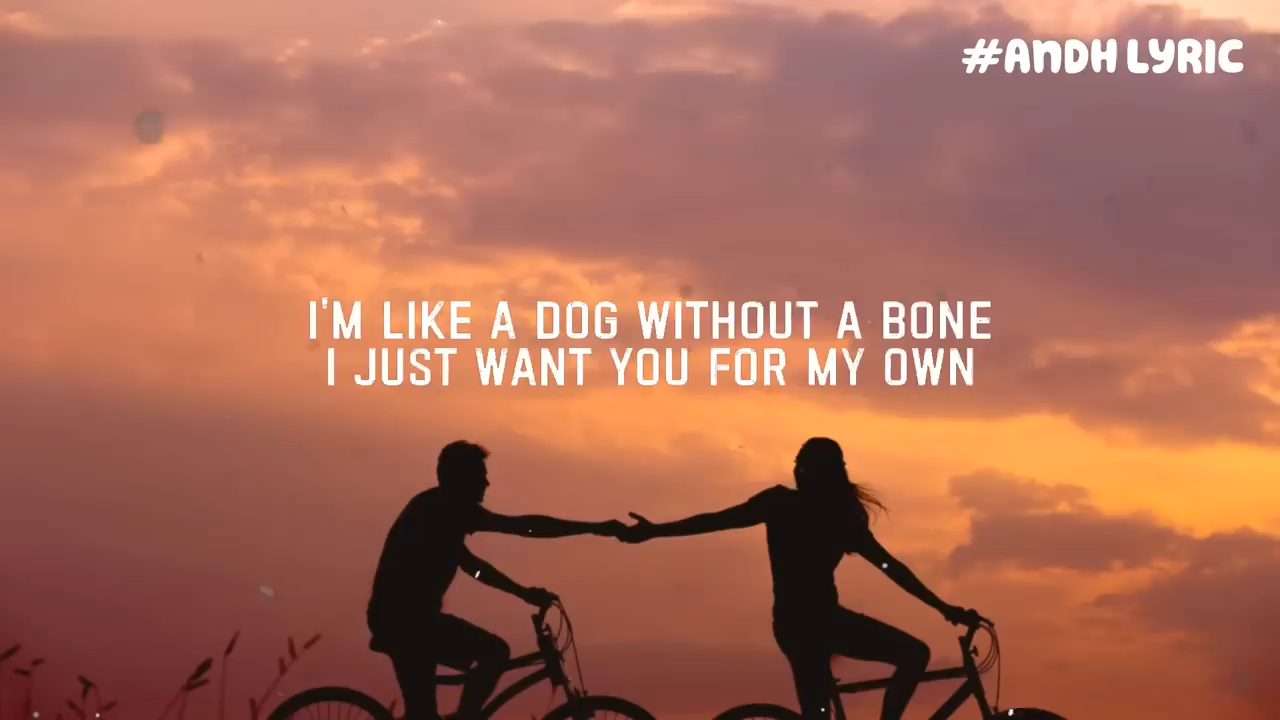 #ANDH LYRIC
I'M LIKE A DOG WITHOUT A BONE
I JUST WANT YOU FOR MY OWN